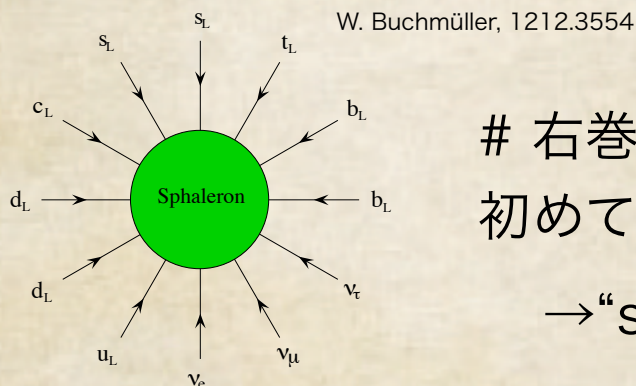 W. Buchmüller, 1212.3554
s_L
s_L
t_L
c_L
b_L
# 右巻
d_L
Sphaleron
b_L
初めて
d_L
ν_τ
→“s
u_L
ν_μ
ν_e